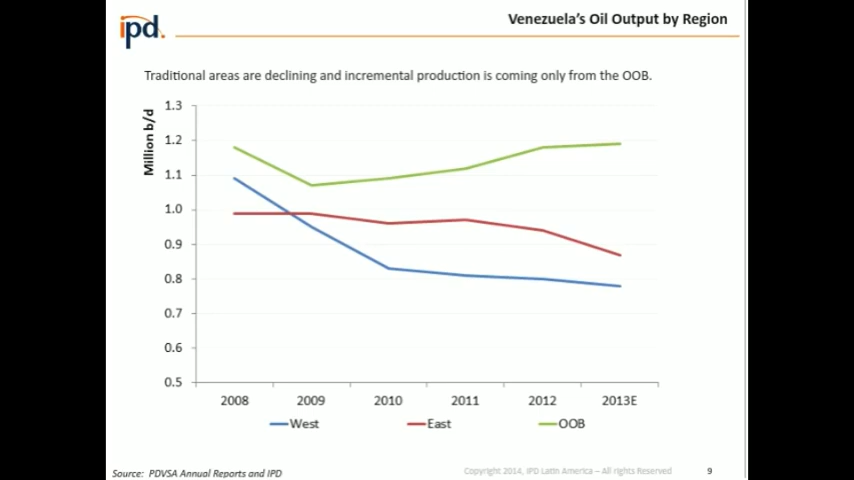 ipd.
Venezuela's Oil Output by Region
Traditional areas are declining and incremental production is coming only from the OOB.
Million b/d
1.3
1.2
1.1
1.0
0.9
0.8
0.7
0.6
0.5
2008 2009 2010 2011 2012 2013E
West East OOB
Source: PDVSA Annual Reports and IPD
Copyright 2014, IPD Latin America – All rights Reserved
9